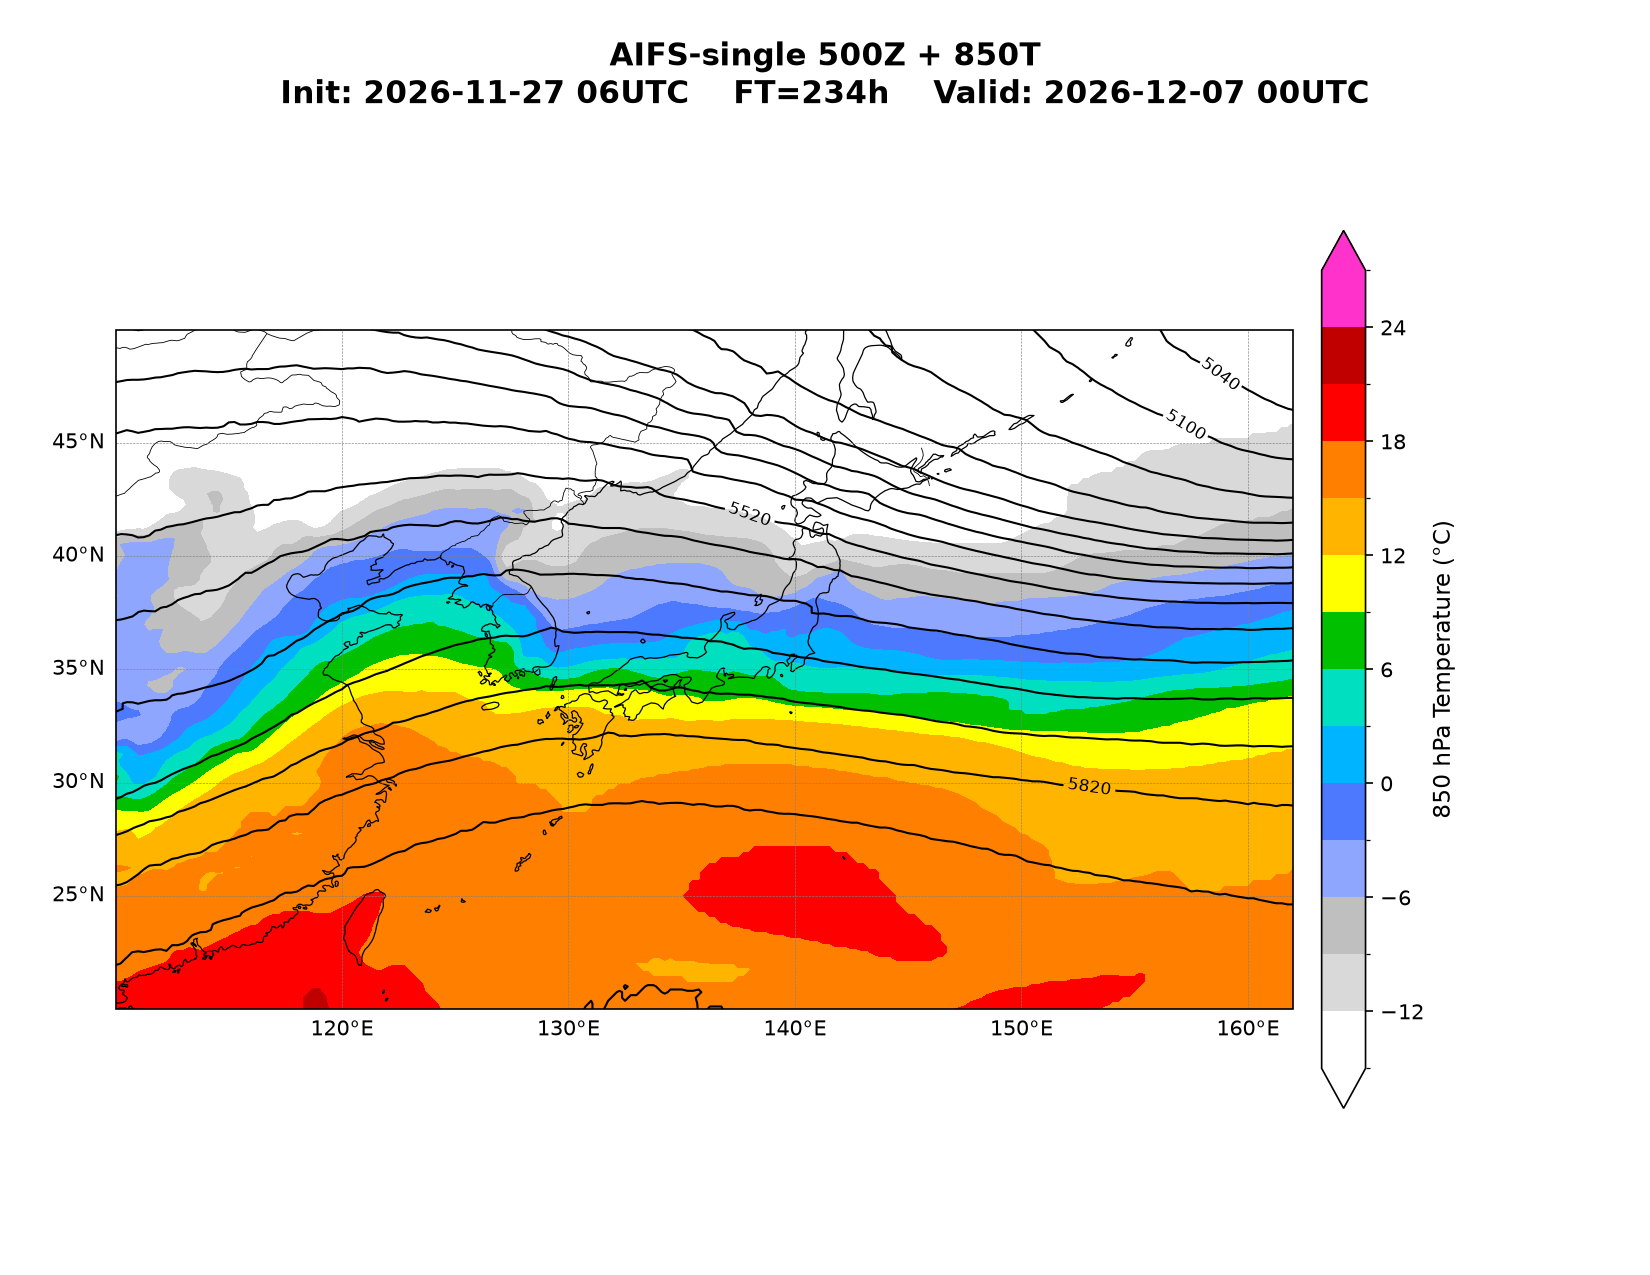 AIFS-single 500Z + 850T
Init: 2026-11-27 06UTC    FT=234h    Valid: 2026-12-07 00UTC
5040
5100
5520
5820
45°N
40°N
35°N
30°N
25°N
120°E
130°E
140°E
150°E
160°E
24
18
12
6
0
−6
−12
850 hPa Temperature (°C)